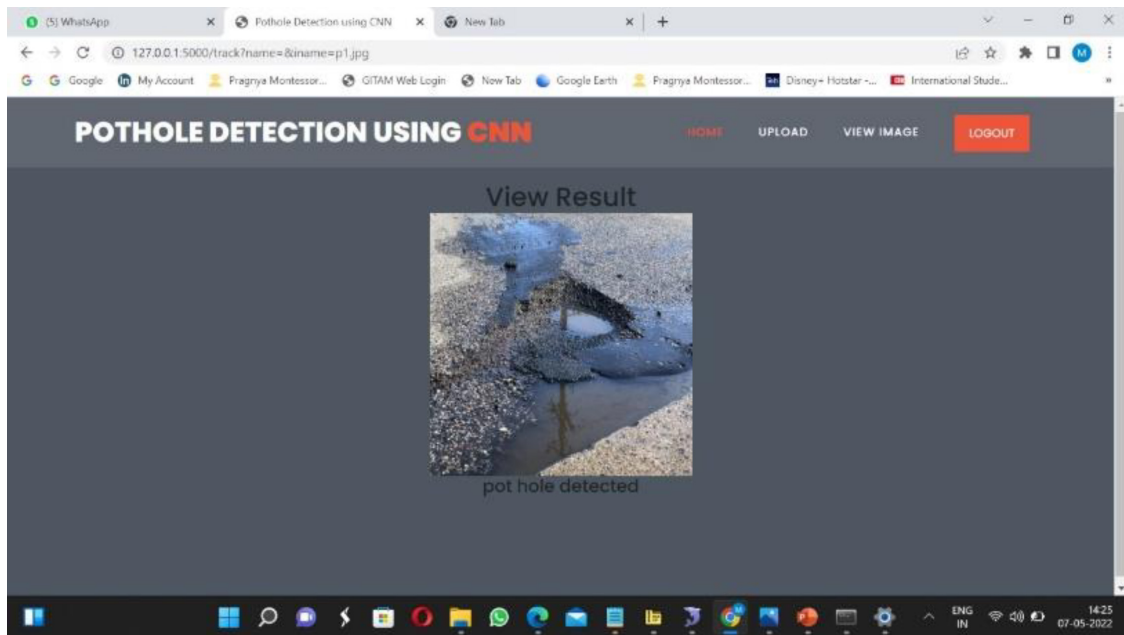 (5) WhatsApp
Pothole Detection using CNN
New Tab
127.0.0.1:5000/track?name=&iname=p1.jpg
M
G Google
My Account
Pragnya Montessor...
GITAM Web Login
New Tab
Google Earth
Pragnya Montessor...
Disney+ Hotstar -...
International Stude...
POTHOLE DETECTION USING CNN
HOME
UPLOAD
VIEW IMAGE
LOGOUT
View Result
pot hole detected
ENG
IN
14:25
07-05-2022